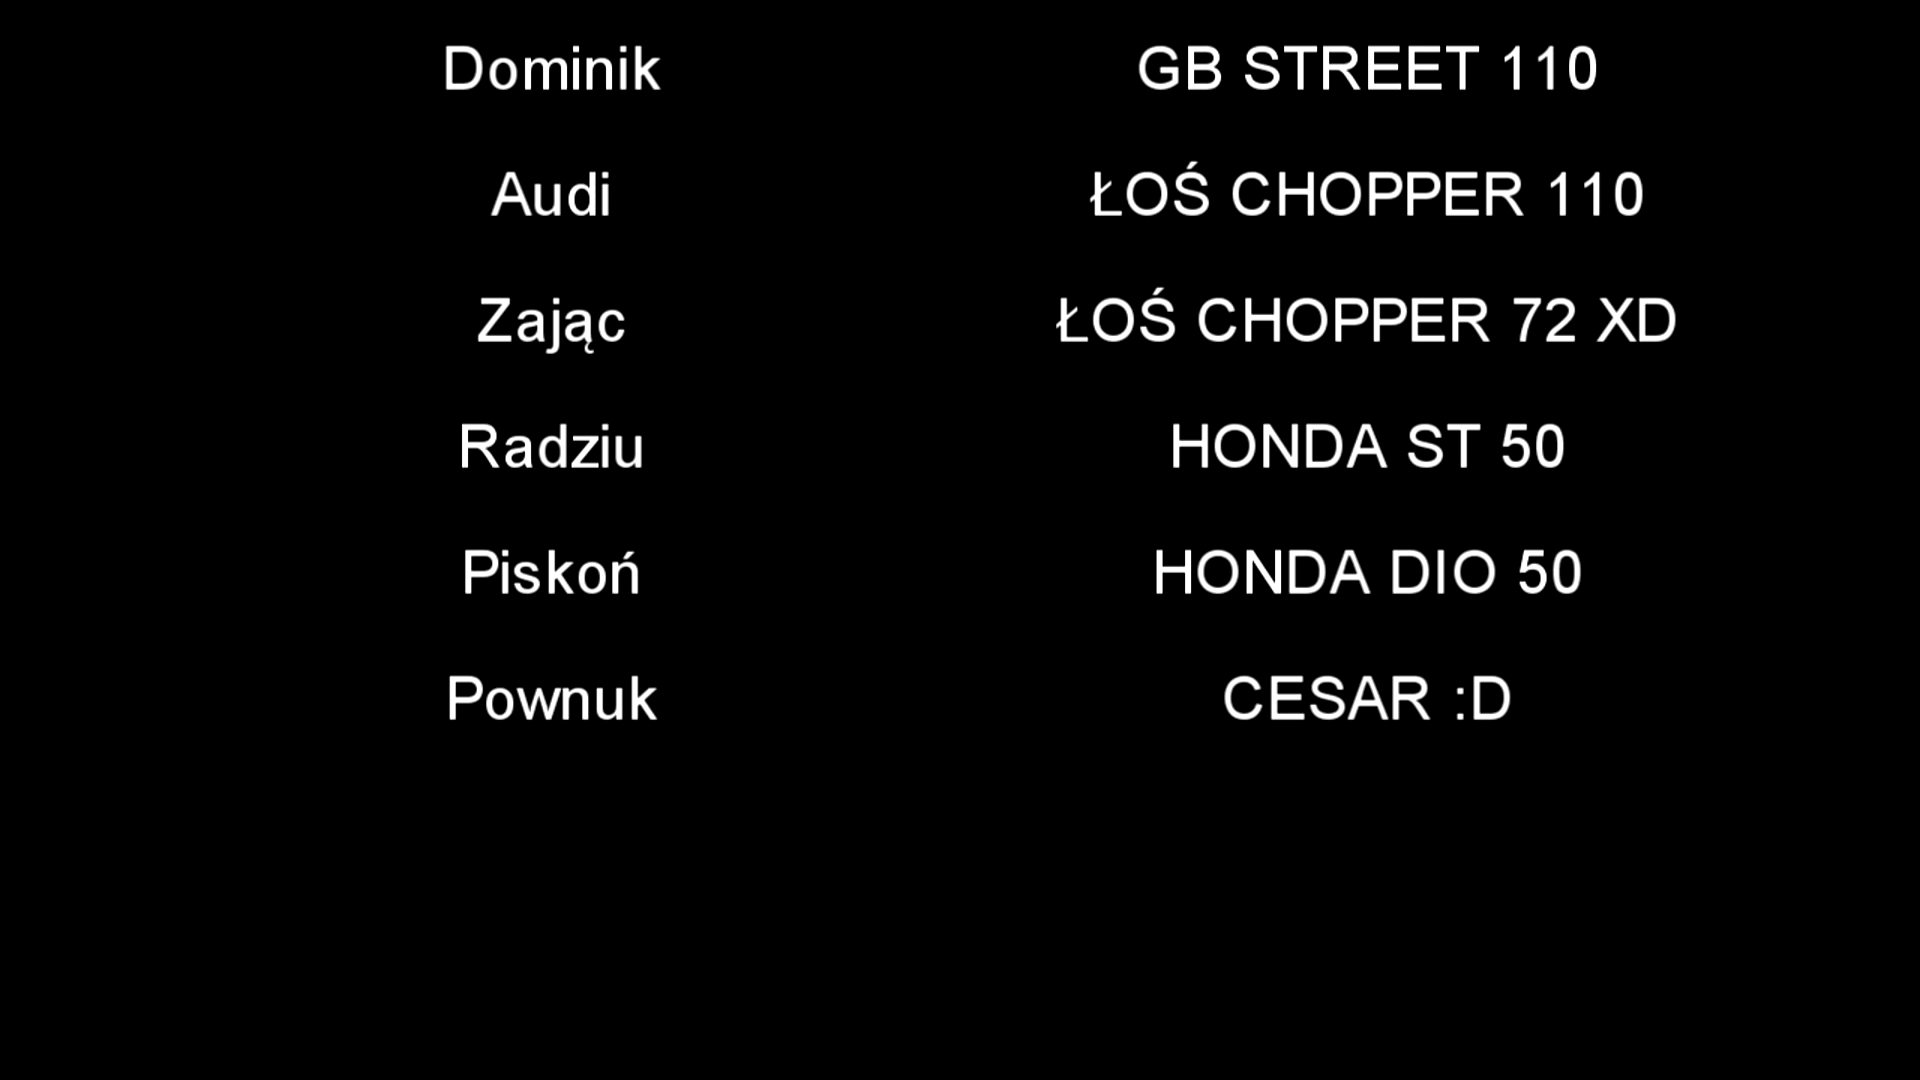 Dominik GB STREET 110
Audi ŁOŚ CHOPPER 110
Zając ŁOŚ CHOPPER 72 XD
Radziu HONDA ST 50
Piskoń HONDA DIO 50
Pownuk CESAR :D